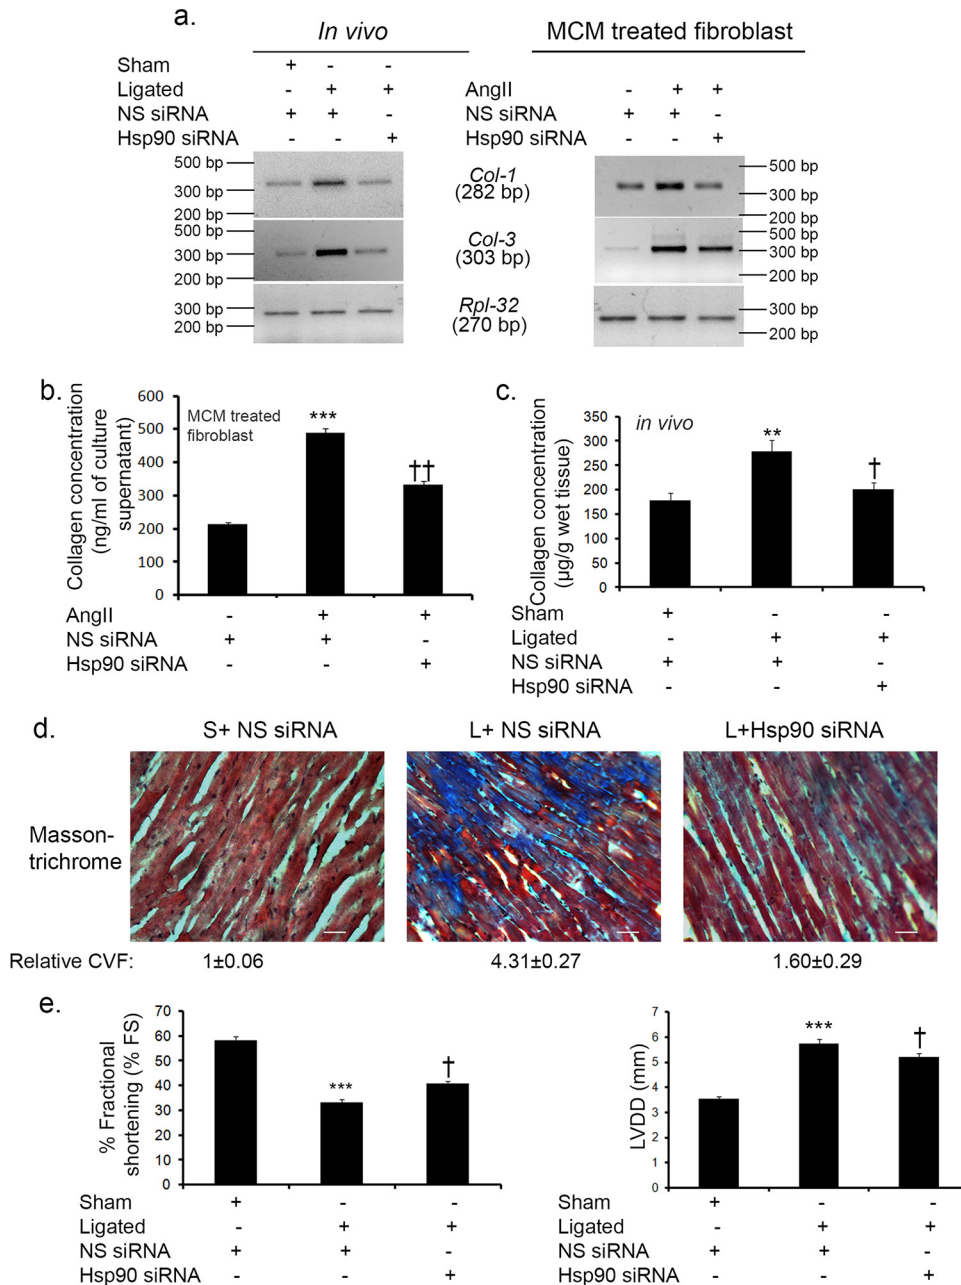 a.
In vivo
MCM treated fibroblast
Sham + - -
Ligated - + +
NS siRNA + + -
Hsp90 siRNA - - +
AngII - + +
NS siRNA + + -
Hsp90 siRNA - - +
500 bp
300 bp
200 bp
Col-1
(282 bp)
500 bp
300 bp
200 bp
500 bp
300 bp
200 bp
Col-3
(303 bp)
500 bp
300 bp
200 bp
300 bp
200 bp
Rpl-32
(270 bp)
300 bp
200 bp
b.
Collagen concentration
(ng/ml of culture
supernatant)
600
500
400
300
200
100
0
MCM treated
fibroblast
***
††
AngII - + +
NS siRNA + + -
Hsp90 siRNA - - +
c.
Collagen concentration
(µg/g wet tissue)
350
300
250
200
150
100
50
0
in vivo
**
†
Sham + - -
Ligated - + +
NS siRNA + + -
Hsp90 siRNA - - +
d.
S+ NS siRNA
L+ NS siRNA
L+Hsp90 siRNA
Masson-
trichrome
Relative CVF: 1±0.06 4.31±0.27 1.60±0.29
e.
% Fractional
shortening (% FS)
70
60
50
40
30
20
10
0
***
†
Sham + - -
Ligated - + +
NS siRNA + + -
Hsp90 siRNA - - +
LVDD (mm)
7
6
5
4
3
2
1
0
***
†
Sham + - -
Ligated - + +
NS siRNA + + -
Hsp90 siRNA - - +